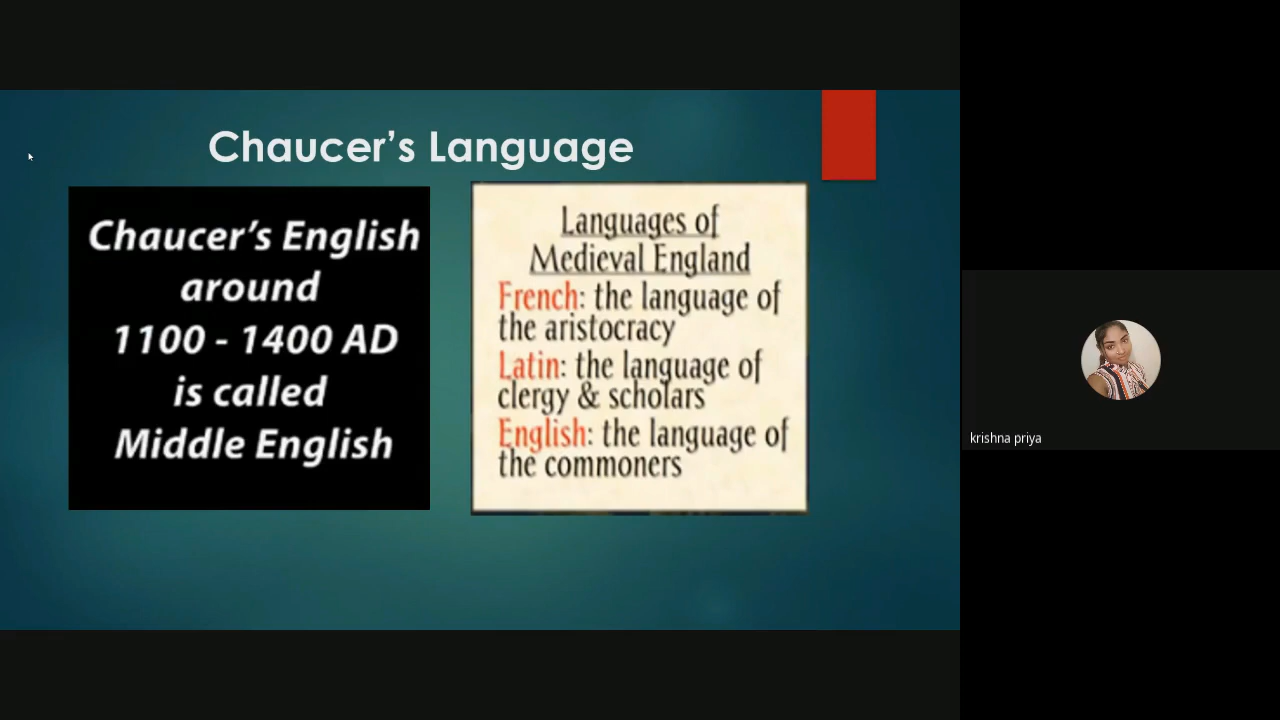 Chaucer's Language
Chaucer's English
around
1100 - 1400 AD
is called
Middle English
Languages of
Medieval England
French: the language of
the aristocracy
Latin: the language of
clergy & scholars
English: the language of
the commoners
krishna priya